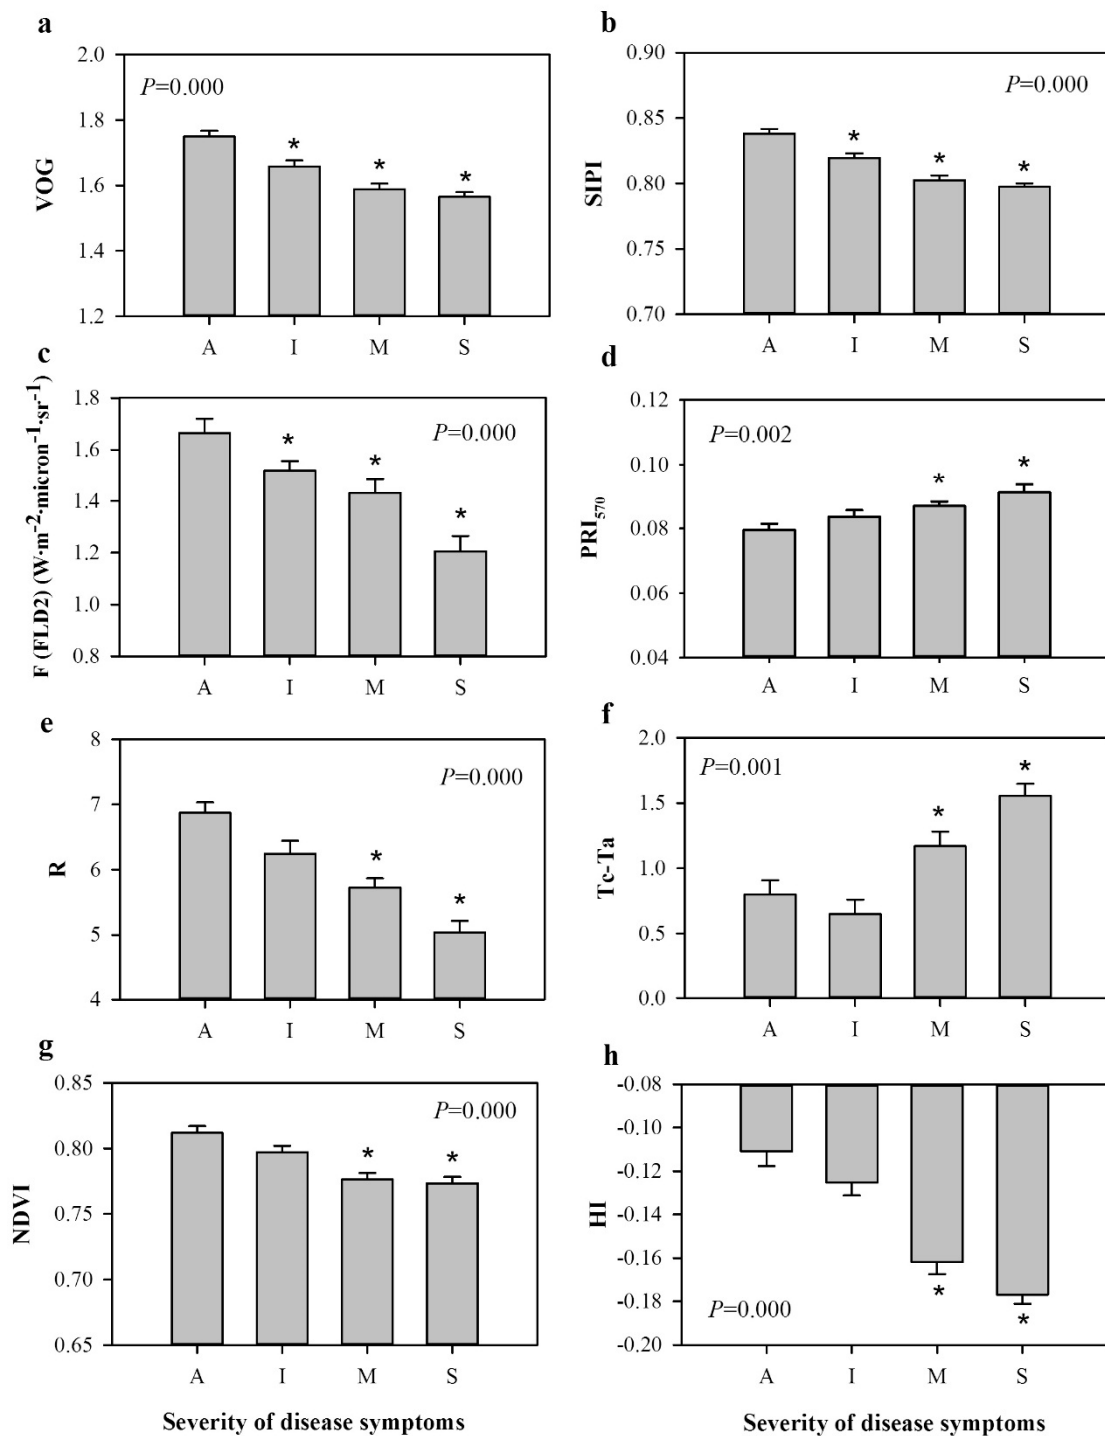 a
2.0
1.8
1.6
1.4
1.2
VOG
P=0.000
*
*
*
A I M S
b
0.90
0.85
0.80
0.75
0.70
SIPI
P=0.000
*
*
*
A I M S
c
1.8
1.6
1.4
1.2
1.0
0.8
F (FLD2) (W·m⁻²·micron⁻¹·sr⁻¹)
P=0.000
*
*
*
A I M S
d
0.12
0.10
0.08
0.06
0.04
PRI₅₇₀
P=0.002
*
*
A I M S
e
8
7
6
5
4
R
P=0.000
*
*
A I M S
f
2.0
1.5
1.0
0.5
0.0
Tc-Ta
P=0.001
*
*
A I M S
g
0.85
0.80
0.75
0.70
0.65
NDVI
P=0.000
*
*
A I M S
Severity of disease symptoms
h
-0.08
-0.10
-0.12
-0.14
-0.16
-0.18
-0.20
HI
P=0.000
*
*
A I M S
Severity of disease symptoms